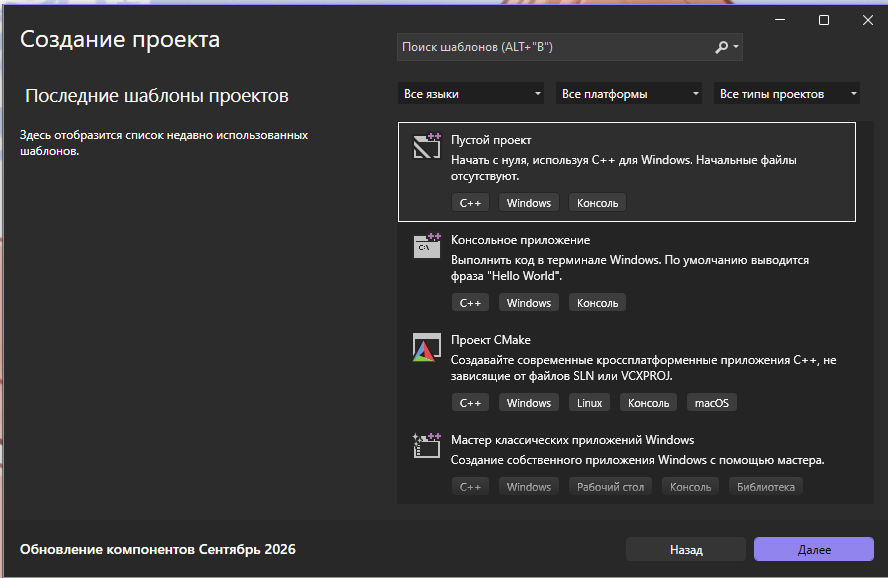 Создание проекта
Поиск шаблонов (ALT+"B")
Последние шаблоны проектов
Все языки
Все платформы
Все типы проектов
Здесь отобразится список недавно использованных
шаблонов.
Пустой проект
Начать с нуля, используя C++ для Windows. Начальные файлы
отсутствуют.
C++ Windows Консоль
Консольное приложение
Выполнить код в терминале Windows. По умолчанию выводится
фраза "Hello World".
C++ Windows Консоль
Проект CMake
Создавайте современные кроссплатформенные приложения C++, не
зависящие от файлов SLN или VCXPROJ.
C++ Windows Linux Консоль macOS
Мастер классических приложений Windows
Создание собственного приложения Windows с помощью мастера.
C++ Windows Рабочий стол Консоль Библиотека
Обновление компонентов Сентябрь 2026
Назад
Далее